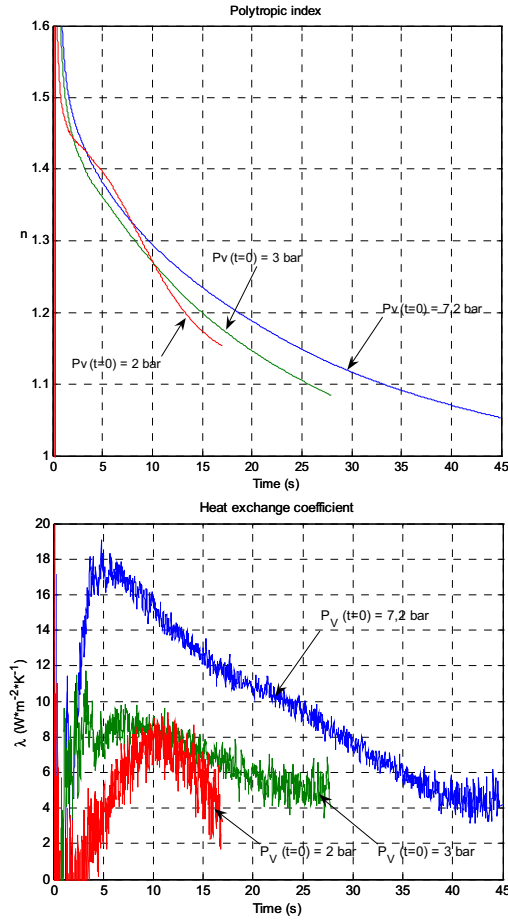 Polytropic index
1.6
1.5
1.4
n
1.3
Pv (t=0) = 3 bar
Pv (t=0) = 7,2 bar
1.2
Pv (t=0) = 2 bar
1.1
1
0 5 10 15 20 25 30 35 40 45
Time (s)
Heat exchange coefficient
20
18
16
P_V (t=0) = 7,2 bar
14
12
λ (W*m⁻²*K⁻¹)
10
8
6
4
2
P_V (t=0) = 2 bar P_V (t=0) = 3 bar
0
0 5 10 15 20 25 30 35 40 45
Time (s)